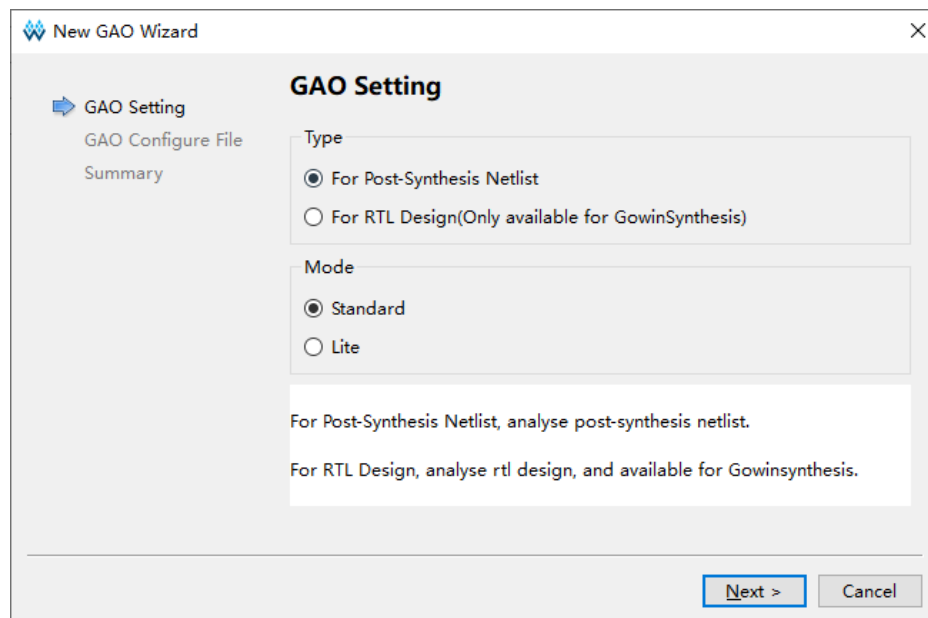 New GAO Wizard
GAO Setting
GAO Configure File
Summary
GAO Setting
Type
For Post-Synthesis Netlist
For RTL Design(Only available for GowinSynthesis)
Mode
Standard
Lite
For Post-Synthesis Netlist, analyse post-synthesis netlist.
For RTL Design, analyse rtl design, and available for Gowinsynthesis.
Next >
Cancel